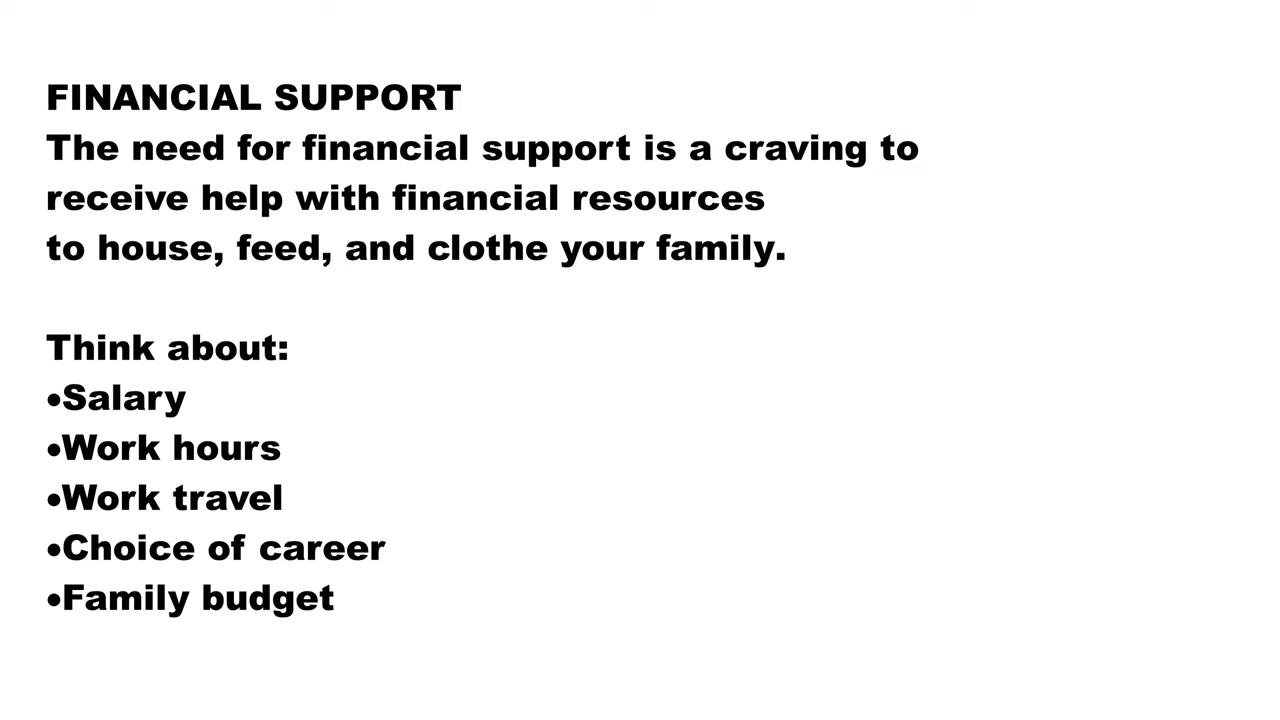 FINANCIAL SUPPORT
The need for financial support is a craving to
receive help with financial resources
to house, feed, and clothe your family.
Think about:
•Salary
•Work hours
•Work travel
•Choice of career
•Family budget